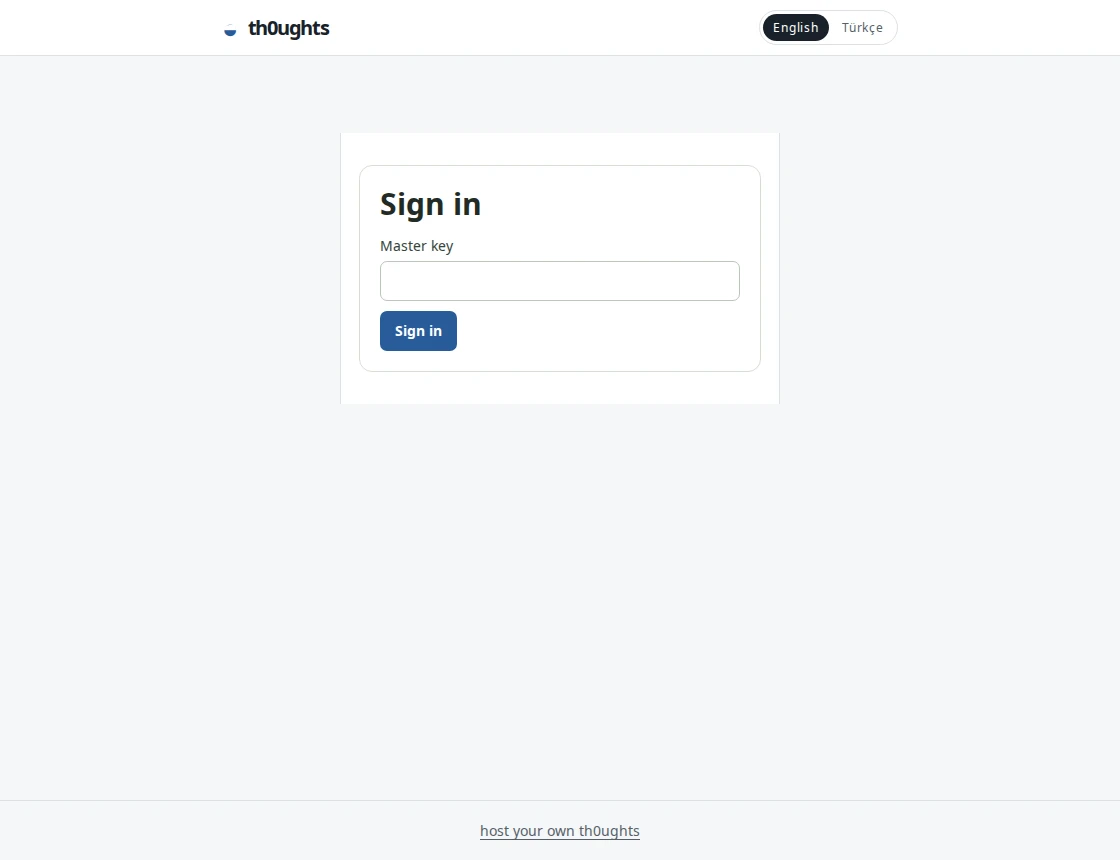 th0ughts
English Türkçe
Sign in
Master key
Sign in
host your own th0ughts